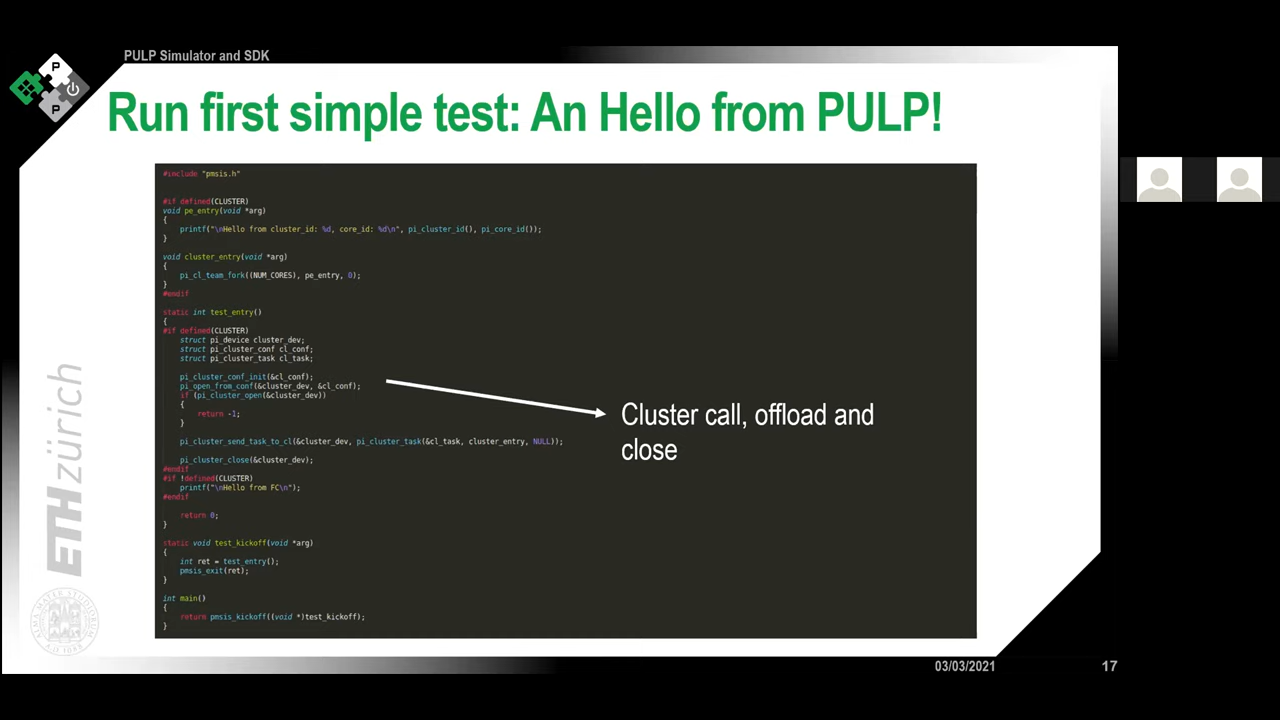 PULP Simulator and SDK
P
P
Run first simple test: An Hello from PULP!
#include "pmsis.h"
#if defined(CLUSTER)
void pe_entry(void *arg)
{
printf("\nHello from cluster_id: %d, core_id: %d\n", pi_cluster_id(), pi_core_id());
}
void cluster_entry(void *arg)
{
pi_cl_team_fork((NUM_CORES), pe_entry, 0);
}
#endif
static int test_entry()
{
#if defined(CLUSTER)
struct pi_device cluster_dev;
struct pi_cluster_conf cl_conf;
struct pi_cluster_task cl_task;
pi_cluster_conf_init(&cl_conf);
pi_open_from_conf(&cluster_dev, &cl_conf);
if (pi_cluster_open(&cluster_dev))
{
return -1;
}
pi_cluster_send_task_to_cl(&cluster_dev, pi_cluster_task(&cl_task, cluster_entry, NULL));
pi_cluster_close(&cluster_dev);
#endif
#if !defined(CLUSTER)
printf("\nHello from FC\n");
#endif
return 0;
}
static void test_kickoff(void *arg)
{
int ret = test_entry();
pmsis_exit(ret);
}
int main()
{
return pmsis_kickoff((void *)test_kickoff);
}
Cluster call, offload and
close
ETHzürich
03/03/2021
17